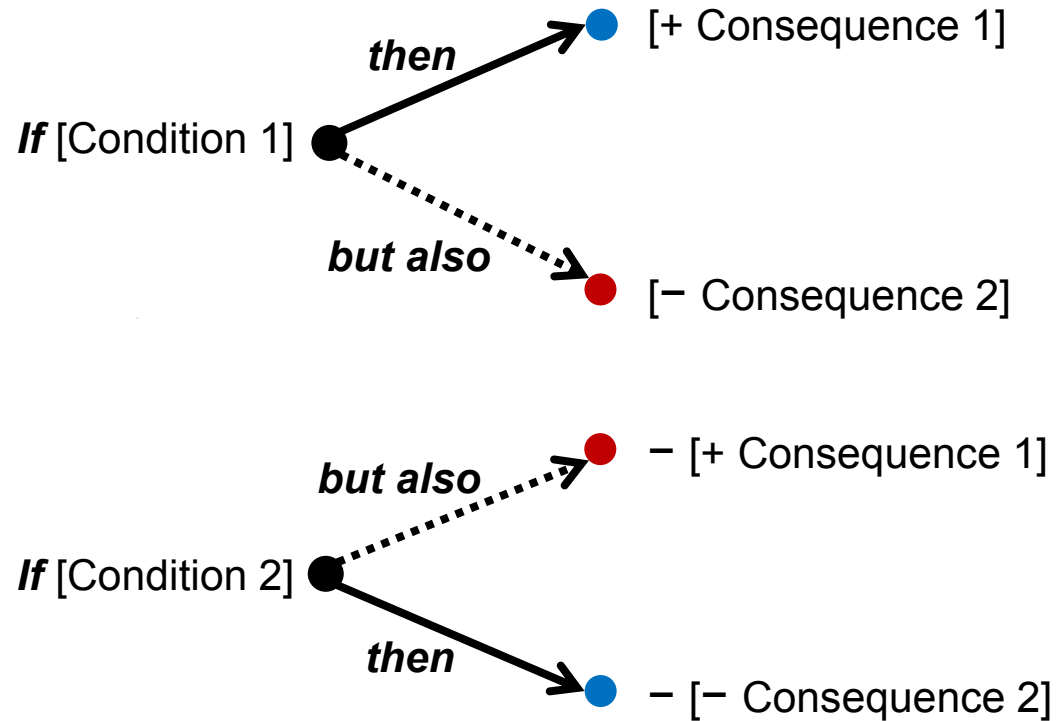 [+ Consequence 1]
then
If [Condition 1]
but also
[− Consequence 2]
− [+ Consequence 1]
but also
If [Condition 2]
then
− [− Consequence 2]